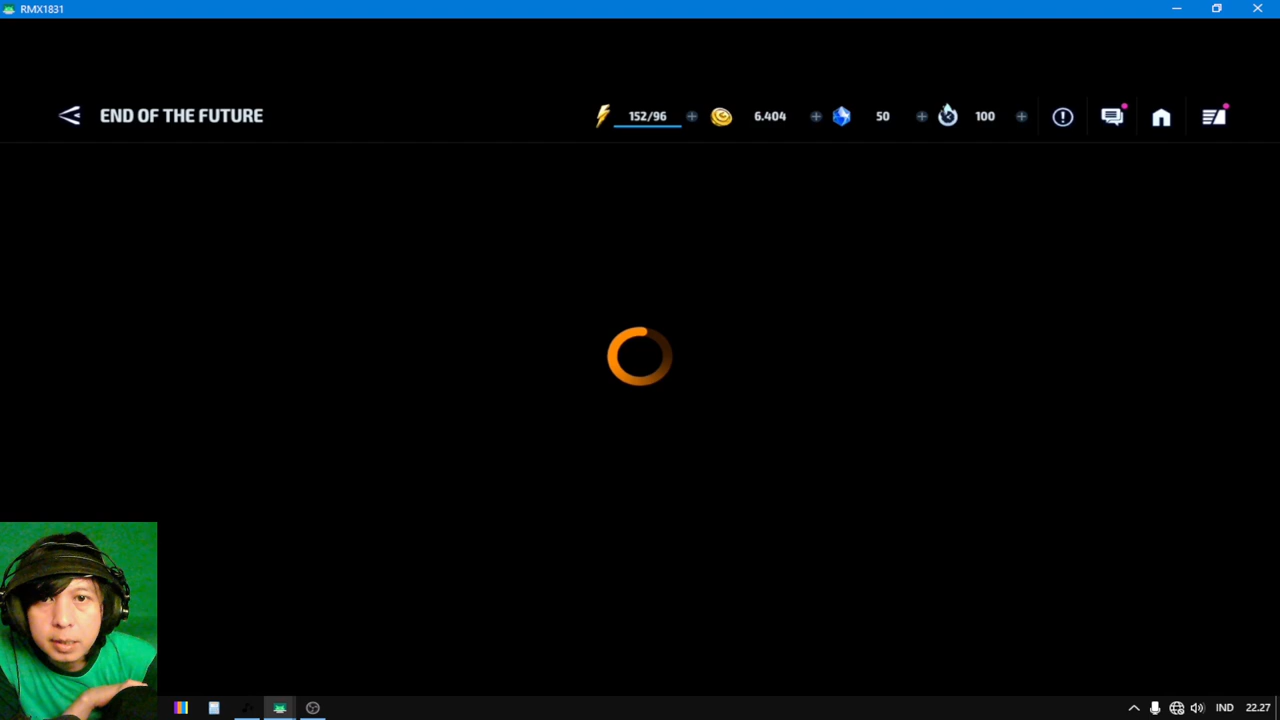 RMX1831
END OF THE FUTURE
152/96
6.404
50
100
IND
22.27